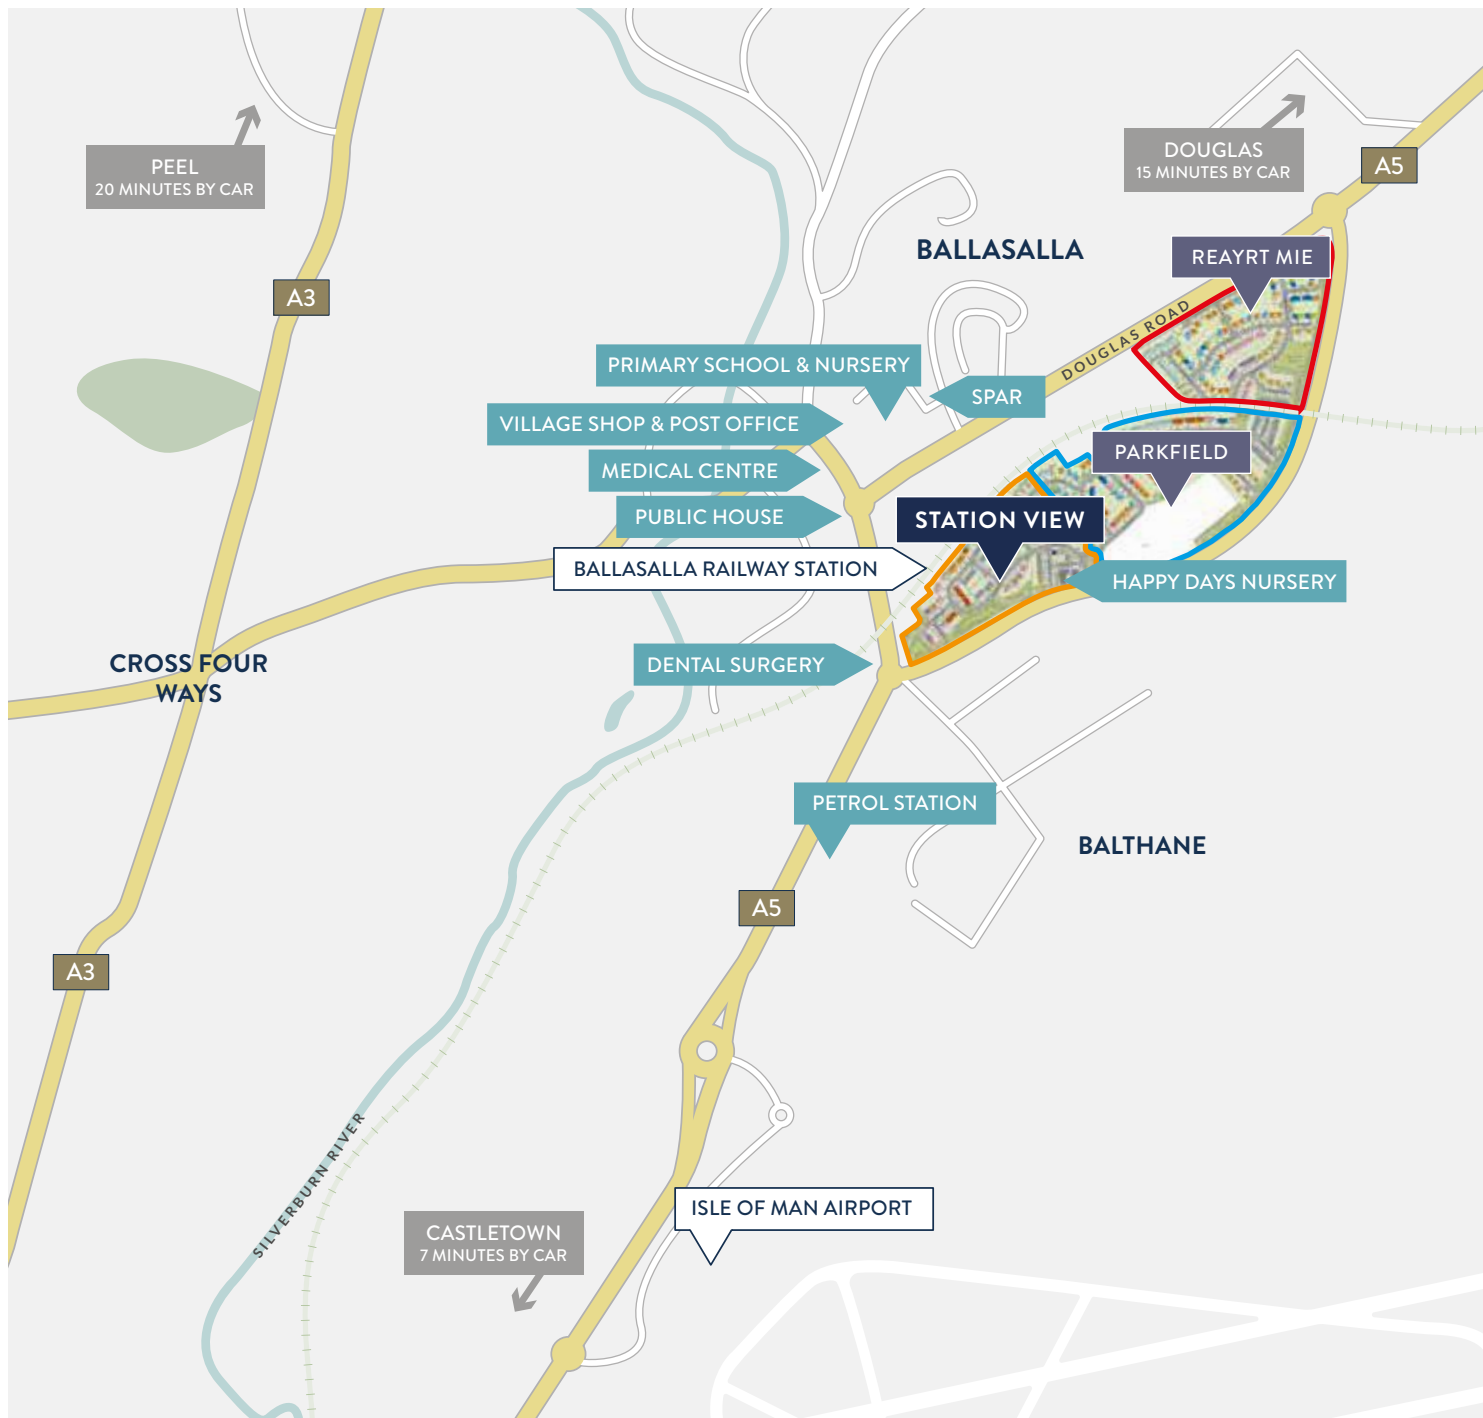 PEEL
20 MINUTES BY CAR
DOUGLAS
15 MINUTES BY CAR
A5
BALLASALLA
REAYRT MIE
A3
DOUGLAS ROAD
PRIMARY SCHOOL & NURSERY
SPAR
VILLAGE SHOP & POST OFFICE
PARKFIELD
MEDICAL CENTRE
PUBLIC HOUSE
STATION VIEW
BALLASALLA RAILWAY STATION
HAPPY DAYS NURSERY
CROSS FOUR
WAYS
DENTAL SURGERY
PETROL STATION
BALTHANE
A5
A3
SILVERBURN RIVER
ISLE OF MAN AIRPORT
CASTLETOWN
7 MINUTES BY CAR